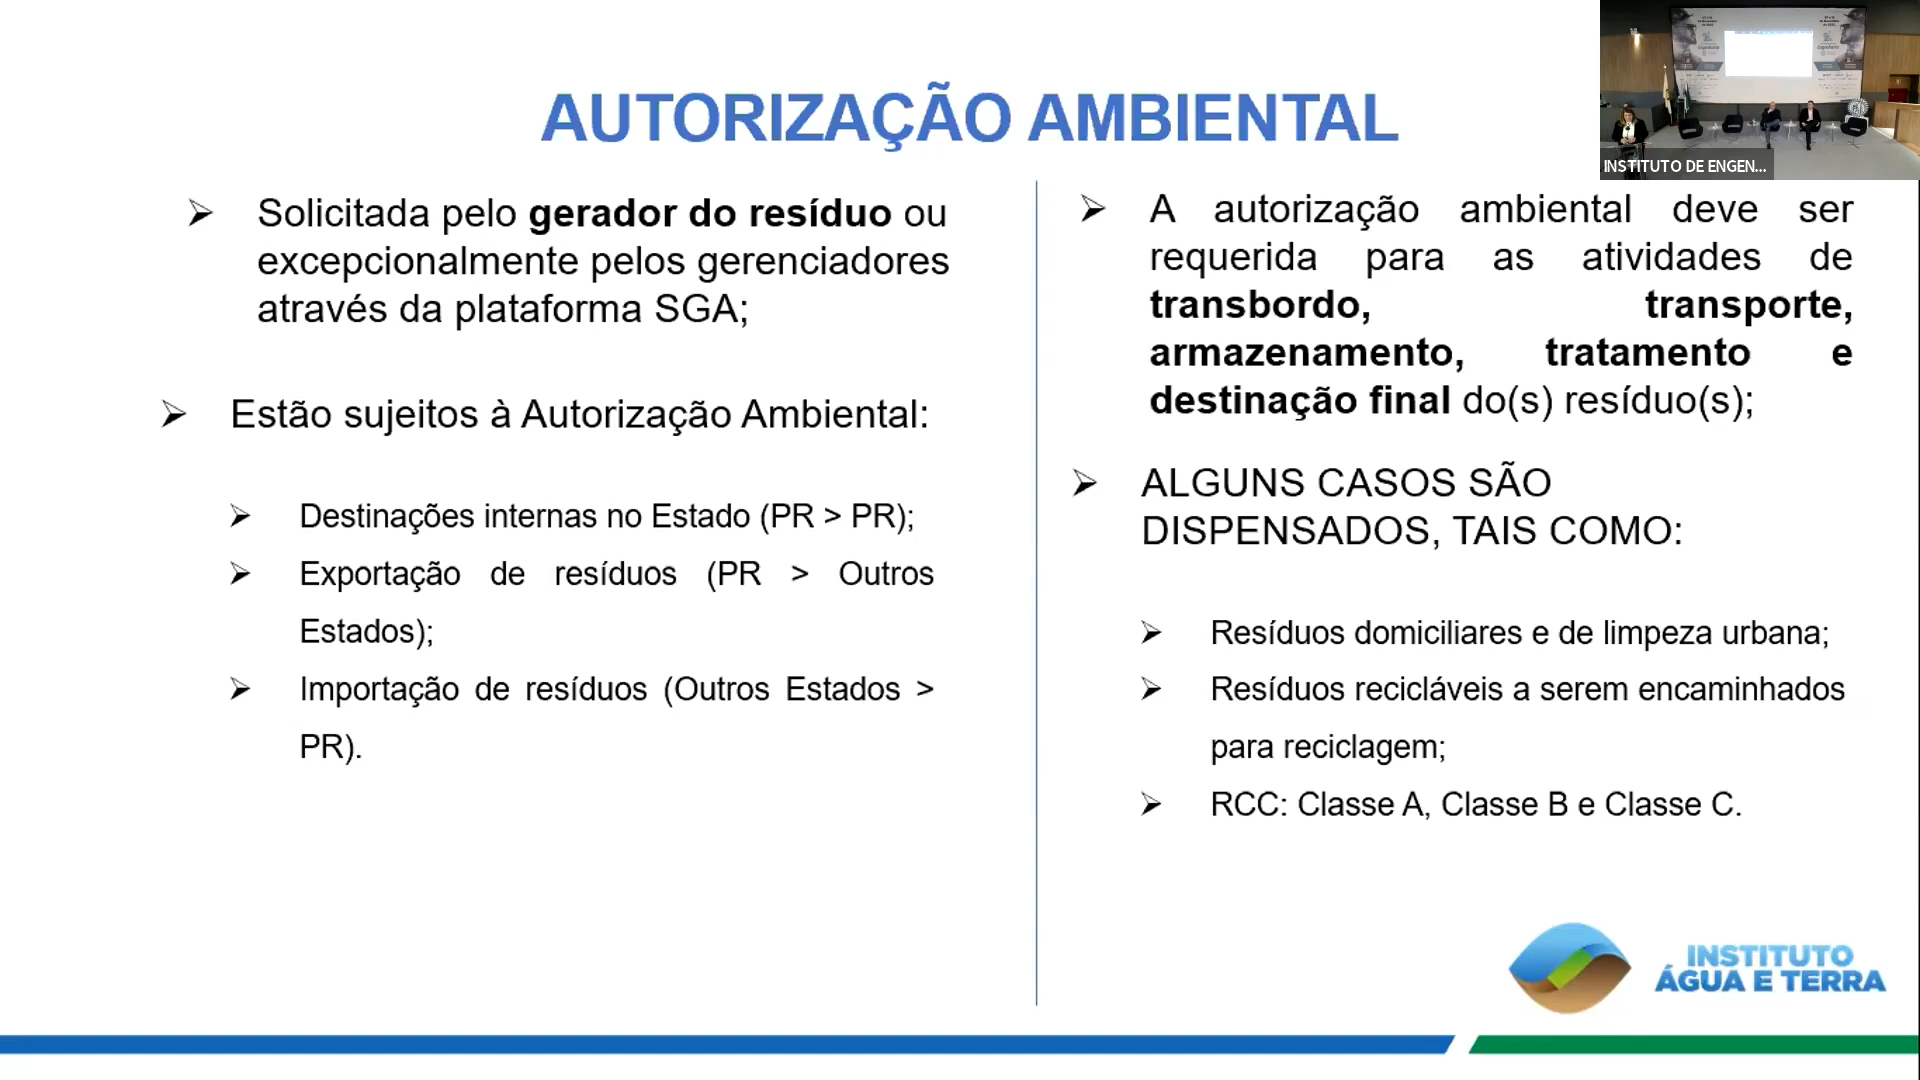 AUTORIZAÇÃO AMBIENTAL
➢ Solicitada pelo gerador do resíduo ou
excepcionalmente pelos gerenciadores
através da plataforma SGA;
➢ Estão sujeitos à Autorização Ambiental:
➢ Destinações internas no Estado (PR > PR);
➢ Exportação de resíduos (PR > Outros
Estados);
➢ Importação de resíduos (Outros Estados >
PR).
➢ A autorização ambiental deve ser
requerida para as atividades de
transbordo, transporte,
armazenamento, tratamento e
destinação final do(s) resíduo(s);
➢ ALGUNS CASOS SÃO
DISPENSADOS, TAIS COMO:
➢ Resíduos domiciliares e de limpeza urbana;
➢ Resíduos recicláveis a serem encaminhados
para reciclagem;
➢ RCC: Classe A, Classe B e Classe C.
INSTITUTO DE ENGEN...
INSTITUTO
ÁGUA E TERRA